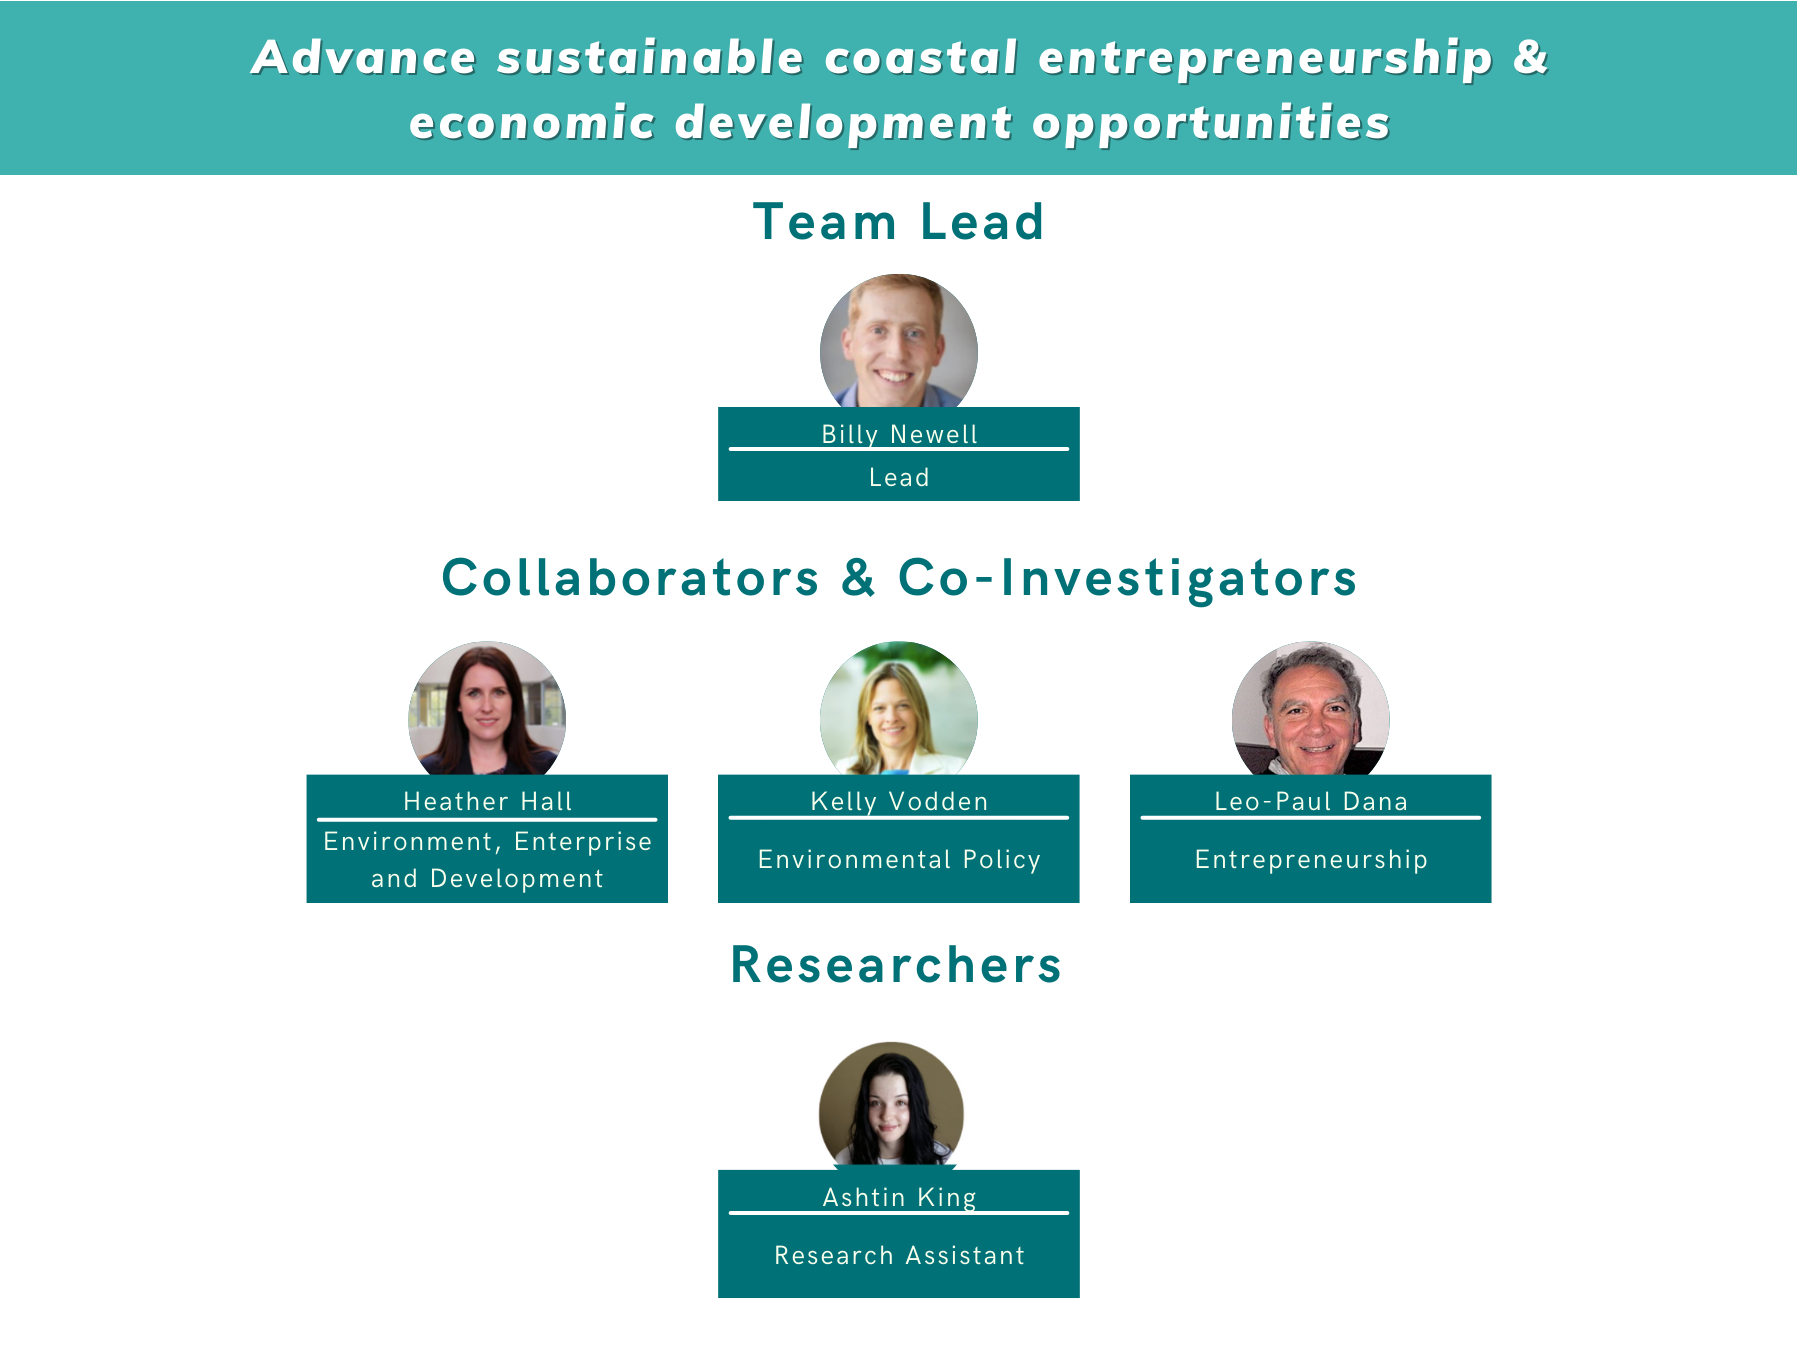 Advance sustainable coastal entrepreneurship &
economic development opportunities
Team Lead
Billy Newell
Lead
Collaborators & Co-Investigators
Heather Hall
Environment, Enterprise
and Development
Kelly Vodden
Environmental Policy
Leo-Paul Dana
Entrepreneurship
Researchers
Ashtin King
Research Assistant